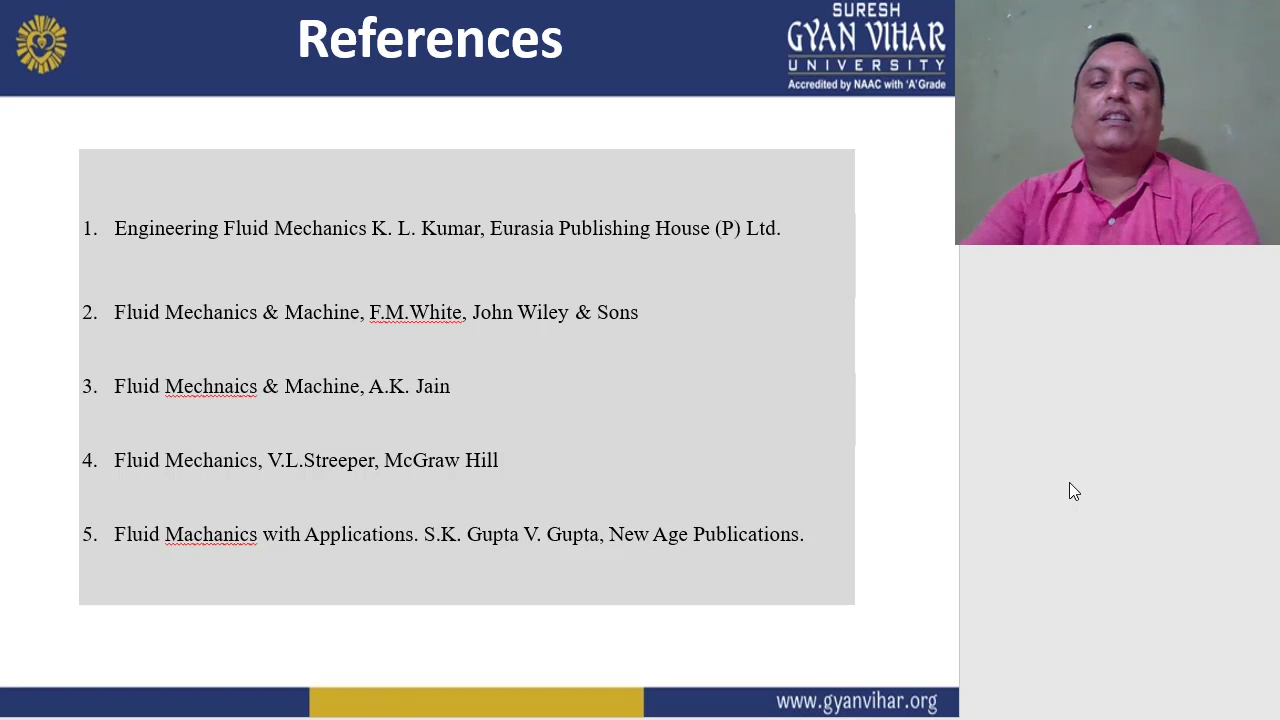 References
SURESH
GYAN VIHAR
UNIVERSITY
Accredited by NAAC with 'A' Grade
1. Engineering Fluid Mechanics K. L. Kumar, Eurasia Publishing House (P) Ltd.
2. Fluid Mechanics & Machine, F.M.White, John Wiley & Sons
3. Fluid Mechnaics & Machine, A.K. Jain
4. Fluid Mechanics, V.L.Streeper, McGraw Hill
5. Fluid Machanics with Applications. S.K. Gupta V. Gupta, New Age Publications.
www.gyanvihar.org